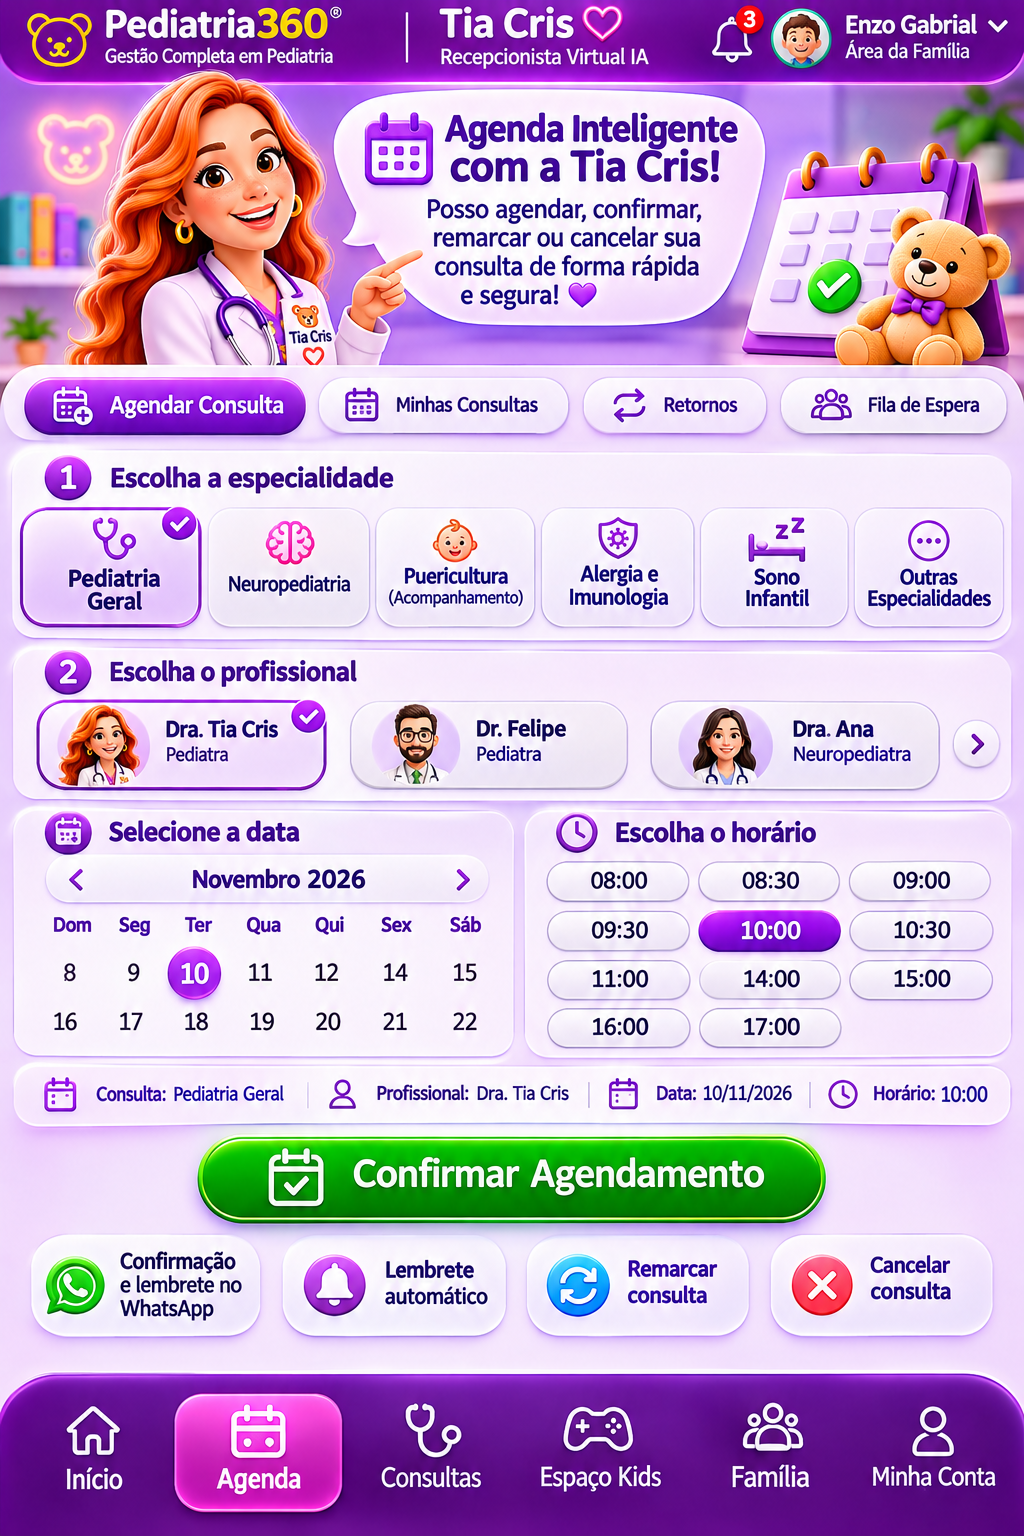 Pediatria360®
Gestão Completa em Pediatria
Tia Cris
Recepcionista Virtual IA
3
Enzo Gabrial
Área da Família
Agenda Inteligente
com a Tia Cris!
Posso agendar, confirmar,
remarcar ou cancelar sua
consulta de forma rápida
e segura!
Tia Cris
Agendar Consulta
Minhas Consultas
Retornos
Fila de Espera
1 Escolha a especialidade
Pediatria
Geral
Neuropediatria
Puericultura
(Acompanhamento)
Alergia e
Imunologia
zZ
Sono
Infantil
Outras
Especialidades
2 Escolha o profissional
Dra. Tia Cris
Pediatra
Dr. Felipe
Pediatra
Dra. Ana
Neuropediatra
Selecione a data
Novembro 2026
Dom Seg Ter Qua Qui Sex Sáb
8 9 10 11 12 14 15
16 17 18 19 20 21 22
Escolha o horário
08:00 08:30 09:00
09:30 10:00 10:30
11:00 14:00 15:00
16:00 17:00
Consulta: Pediatria Geral
Profissional: Dra. Tia Cris
Data: 10/11/2026
Horário: 10:00
Confirmar Agendamento
Confirmação
e lembrete no
WhatsApp
Lembrete
automático
Remarcar
consulta
Cancelar
consulta
Início
Agenda
Consultas
Espaço Kids
Família
Minha Conta